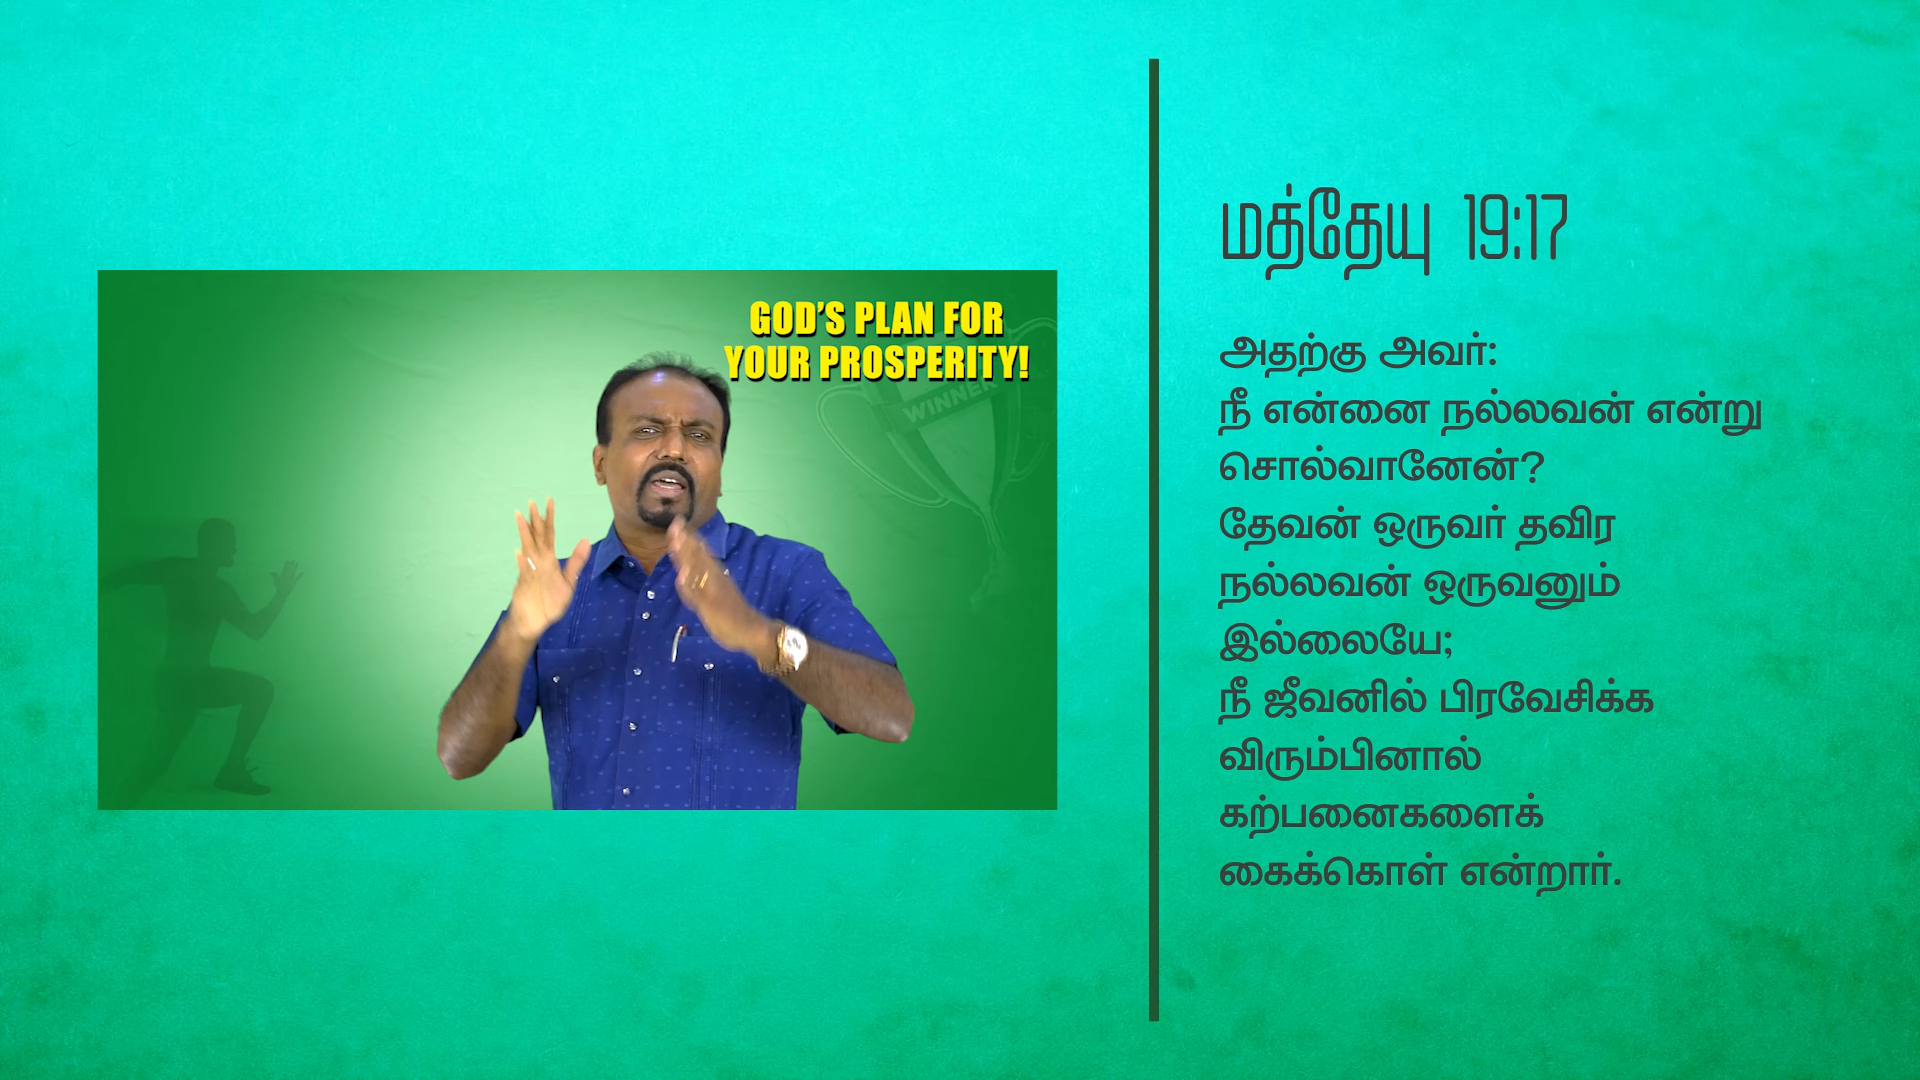 GOD'S PLAN FOR
YOUR PROSPERITY!
WINNER
மத்தேயு 19:17
அதற்கு அவர்:
நீ என்னை நல்லவன் என்று
சொல்வானேன்?
தேவன் ஒருவர் தவிர
நல்லவன் ஒருவனும்
இல்லையே;
நீ ஜீவனில் பிரவேசிக்க
விரும்பினால்
கற்பனைகளைக்
கைக்கொள் என்றார்.